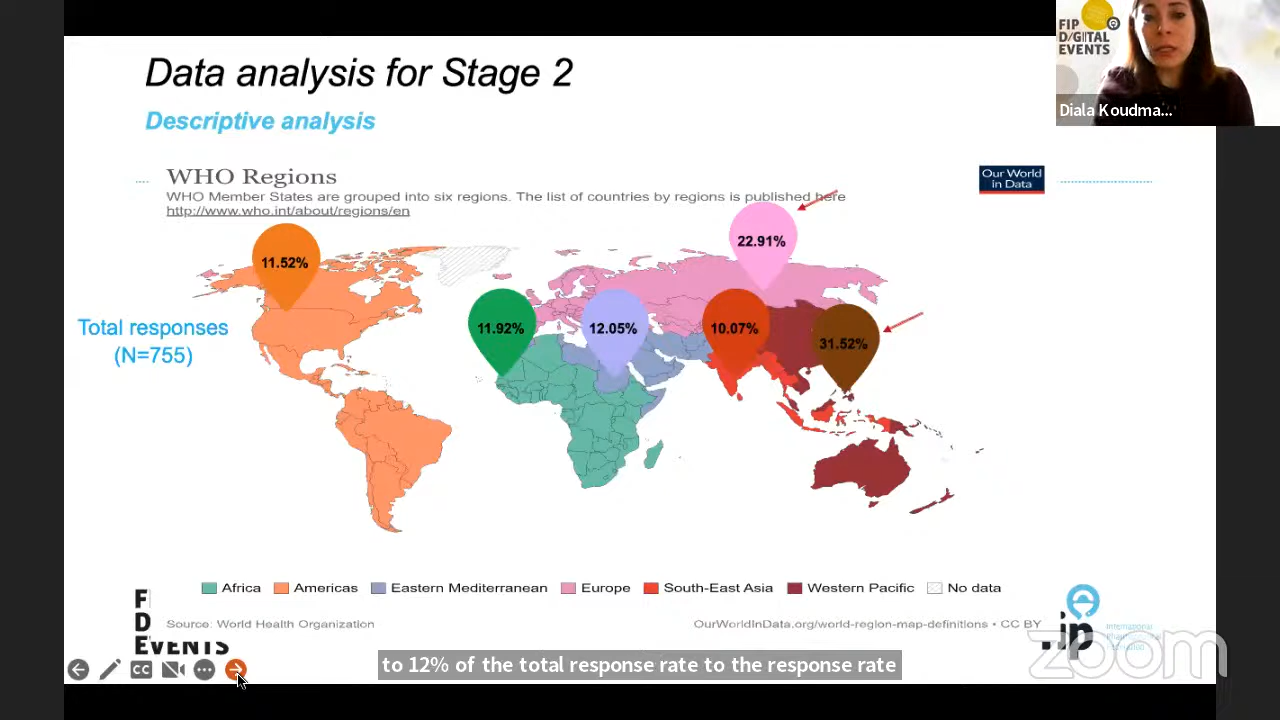 Data analysis for Stage 2
FIP
DIGITAL
EVENTS
Diala Koudma...
Descriptive analysis
WHO Regions
WHO Member States are grouped into six regions. The list of countries by regions is published here
http://www.who.int/about/regions/en
Our World
in Data
22.91%
11.52%
Total responses
(N=755)
11.92%
12.05%
10.07%
31.52%
Africa
Americas
Eastern Mediterranean
Europe
South-East Asia
Western Pacific
No data
F
D
EVENTS
Source: World Health Organization
OurWorldInData.org/world-region-map-definitions • CC BY
ip
International
to 12% of the total response rate to the response rate
CC
zoom